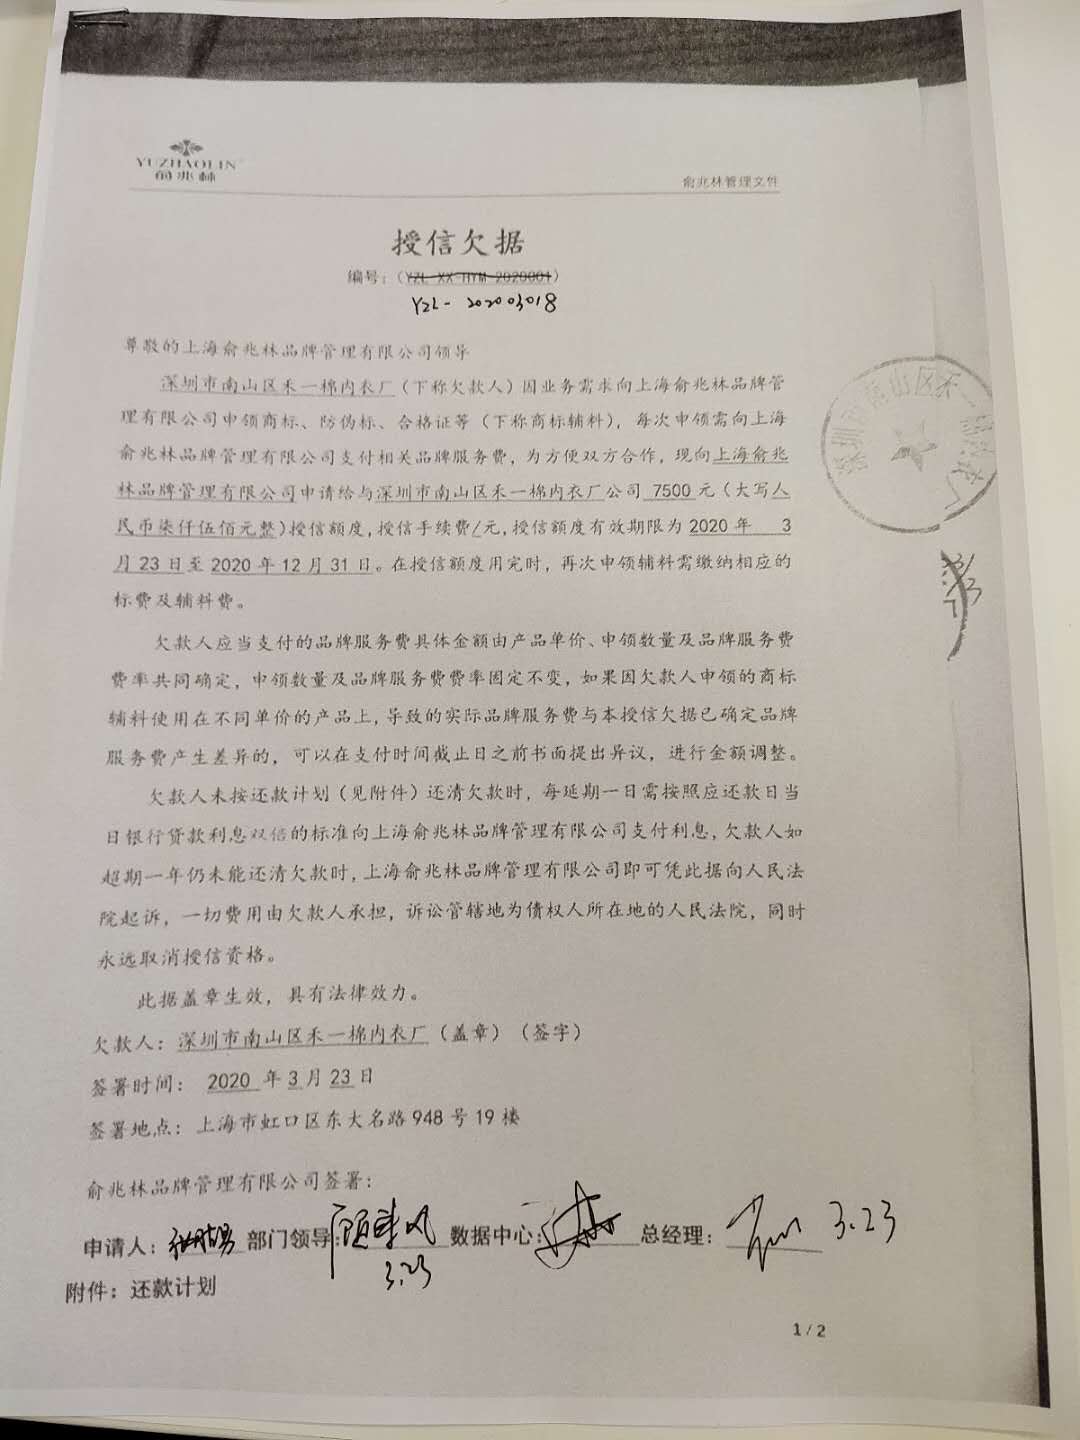 YUZHAOLIN
俞兆林
俞兆林管理文件
授信欠据
编号：（YZL-XX-HYM-2020001）
YZL- 202003018
尊敬的上海俞兆林品牌管理有限公司领导
深圳市南山区禾一棉内衣厂（下称欠款人）因业务需求向上海俞兆林品牌管
理有限公司申领商标、防伪标、合格证等（下称商标辅料），每次申领需向上海
俞兆林品牌管理有限公司支付相关品牌服务费，为方便双方合作，现向上海俞兆
林品牌管理有限公司申请给与深圳市南山区禾一棉内衣厂公司 7500 元（大写人
民币柒仟伍佰元整）授信额度，授信手续费/元，授信额度有效期限为 2020 年 3
月 23 日至 2020 年 12 月 31 日。在授信额度用完时，再次申领辅料需缴纳相应的
标费及辅料费。
欠款人应当支付的品牌服务费具体金额由产品单价、申领数量及品牌服务费
费率共同确定，申领数量及品牌服务费费率固定不变，如果因欠款人申领的商标
辅料使用在不同单价的产品上，导致的实际品牌服务费与本授信欠据已确定品牌
服务费产生差异的，可以在支付时间截止日之前书面提出异议，进行金额调整。
欠款人未按还款计划（见附件）还清欠款时，每延期一日需按照应还款日当
日银行贷款利息双倍的标准向上海俞兆林品牌管理有限公司支付利息，欠款人如
超期一年仍未能还清欠款时，上海俞兆林品牌管理有限公司即可凭此据向人民法
院起诉，一切费用由欠款人承担，诉讼管辖地为债权人所在地的人民法院，同时
永远取消授信资格。
此据盖章生效，具有法律效力。
欠款人：深圳市南山区禾一棉内衣厂（盖章）（签字）
签署时间： 2020 年 3 月 23 日
签署地点：上海市虹口区东大名路 948 号 19 楼
俞兆林品牌管理有限公司签署：
申请人： 部门领导： 数据中心： 总经理： 3.23
3.23
附件：还款计划
1 / 2
深圳市南山区禾一